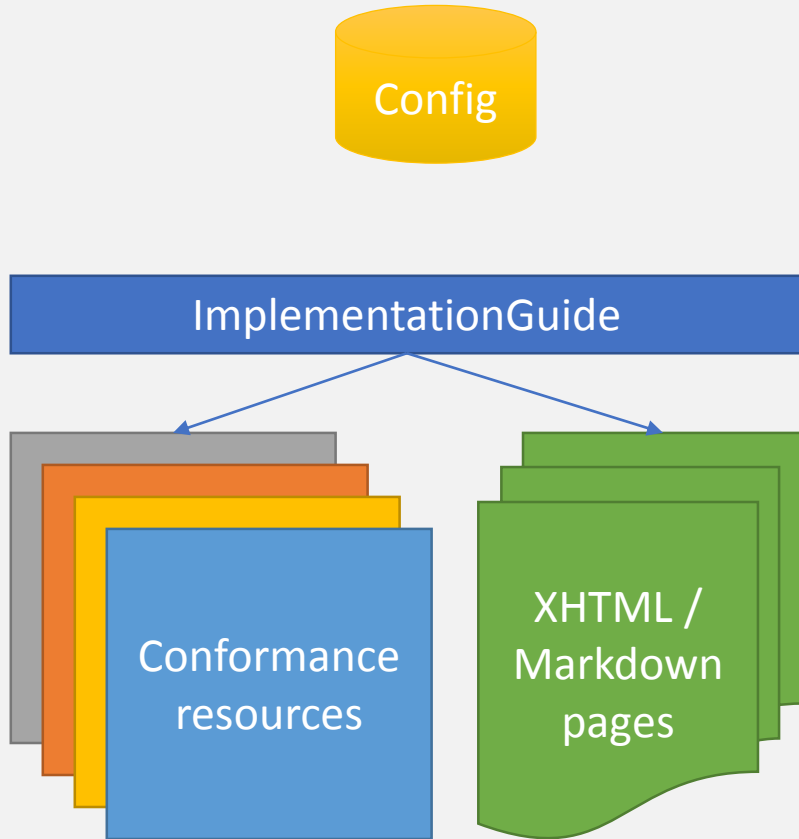 Config
ImplementationGuide
Conformance
resources
XHTML /
Markdown
pages